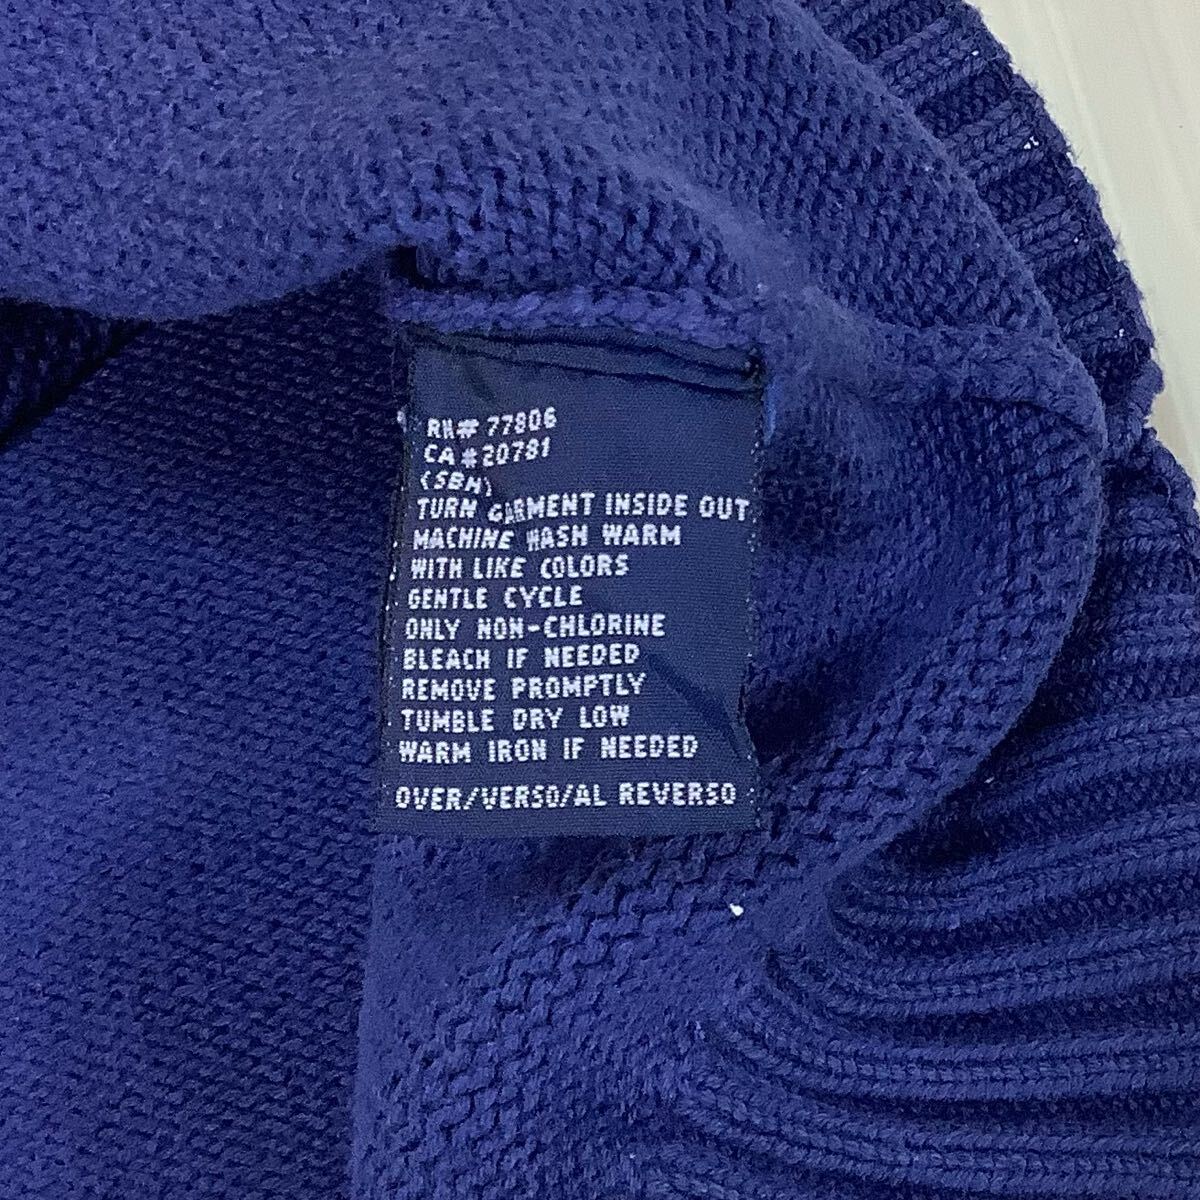 RN# 77806
CA #20781
(SBH)
TURN GARMENT INSIDE OUT
MACHINE WASH WARM
WITH LIKE COLORS
GENTLE CYCLE
ONLY NON-CHLORINE
BLEACH IF NEEDED
REMOVE PROMPTLY
TUMBLE DRY LOW
WARM IRON IF NEEDED
OVER/VERSO/AL REVERSO